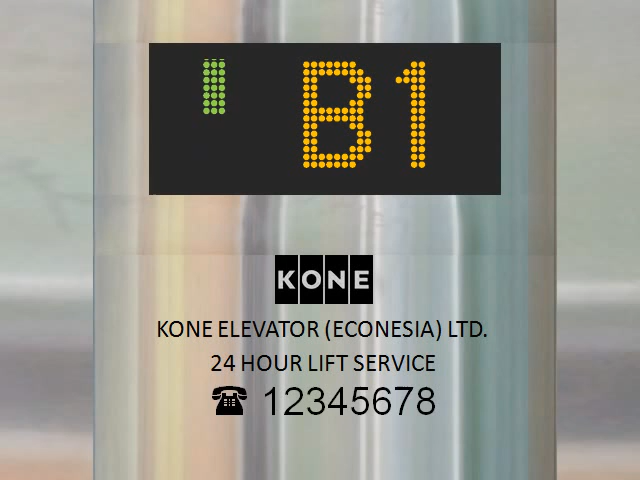 B1
KONE
KONE ELEVATOR (ECONESIA) LTD.
24 HOUR LIFT SERVICE
☎ 12345678